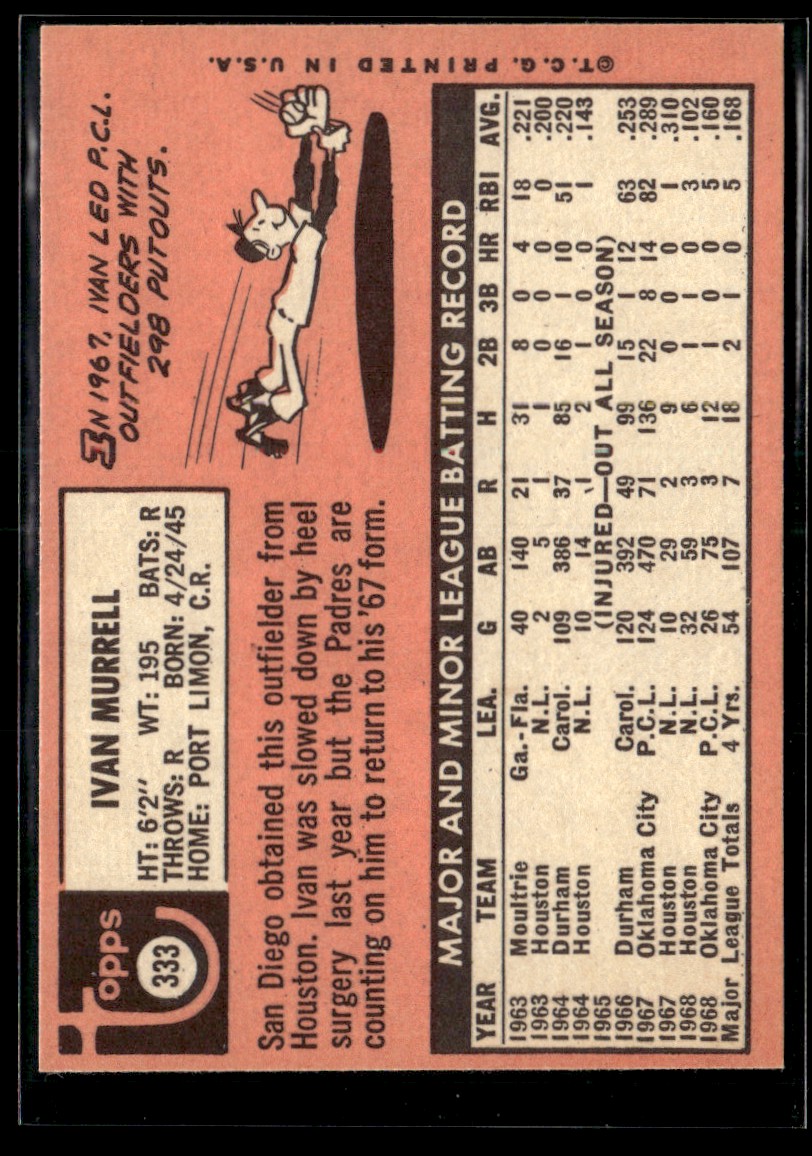 Topps
333
IVAN MURRELL
HT: 6'2" WT: 195 BATS: R
THROWS: R BORN: 4/24/45
HOME: PORT LIMON, C.R.
IN 1967, IVAN LED P.C.L.
OUTFIELDERS WITH
298 PUTOUTS.
San Diego obtained this outfielder from
Houston. Ivan was slowed down by heel
surgery last year but the Padres are
counting on him to return to his '67 form.
MAJOR AND MINOR LEAGUE BATTING RECORD
YEAR TEAM LEA. G AB R H 2B 3B HR RBI AVG.
1963 Moultrie Ga.-Fla. 40 140 21 31 8 0 4 18 .221
1963 Houston N.L. 2 5 1 1 0 0 0 0 .200
1964 Durham Carol. 109 386 37 85 16 1 10 51 .220
1964 Houston N.L. 10 14 1 2 1 0 0 1 .143
1965 (INJURED—OUT ALL SEASON)
1966 Durham Carol. 120 392 49 99 15 1 12 63 .253
1967 Oklahoma City P.C.L. 124 470 71 136 22 8 14 82 .289
1967 Houston N.L. 10 29 2 9 0 0 0 1 .310
1968 Houston N.L. 32 59 3 6 1 1 0 3 .102
1968 Oklahoma City P.C.L. 26 75 3 12 1 0 0 5 .160
Major League Totals 4 Yrs. 54 107 7 18 2 1 0 5 .168
©T.C.G. PRINTED IN U.S.A.